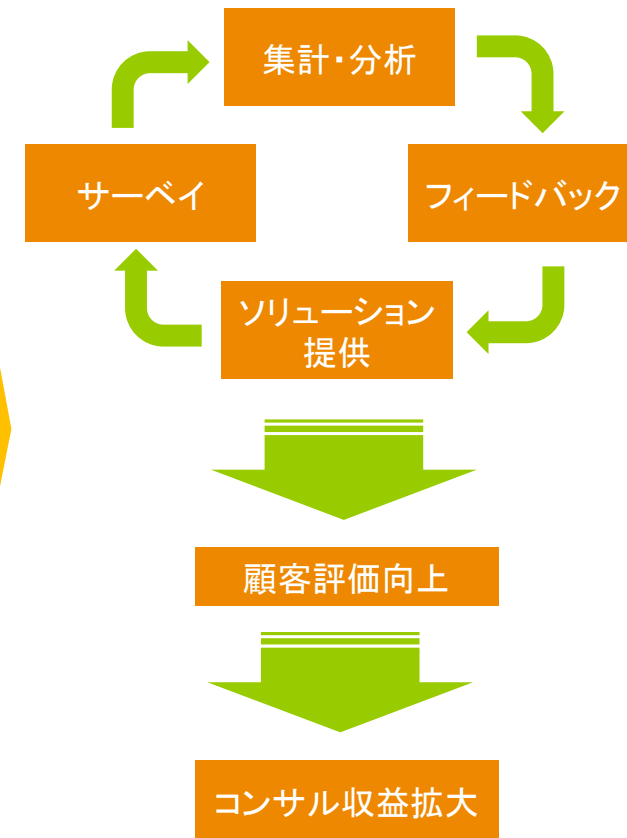 集計・分析
サーベイ
フィードバック
ソリューション
提供
顧客評価向上
コンサル収益拡大